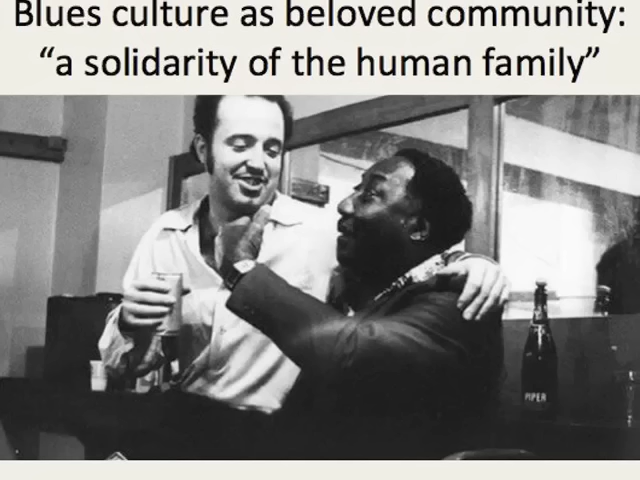 Blues culture as beloved community:
“a solidarity of the human family”
PIPER